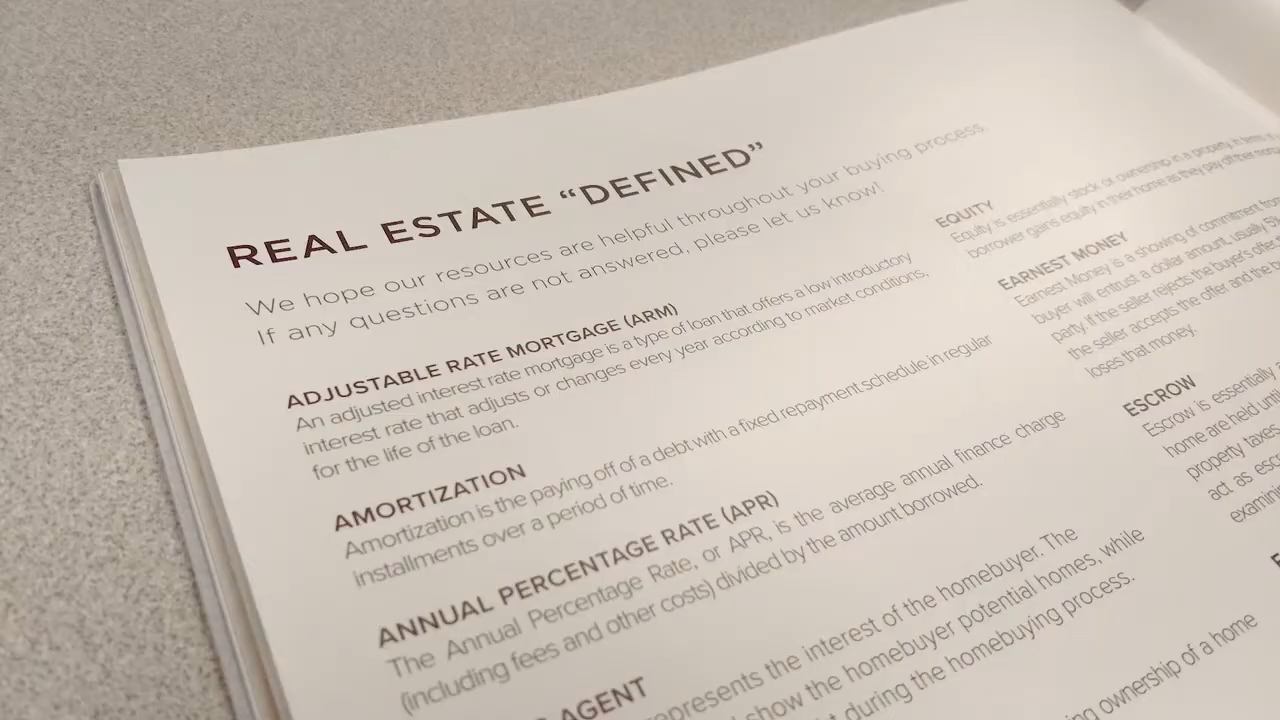 REAL ESTATE “DEFINED”
We hope our resources are helpful throughout your buying process.
If any questions are not answered, please let us know!
ADJUSTABLE RATE MORTGAGE (ARM)
An adjusted interest rate mortgage is a type of loan that offers a low introductory
interest rate that adjusts or changes every year according to market conditions,
for the life of the loan.
AMORTIZATION
Amortization is the paying off of a debt with a fixed repayment schedule in regular
installments over a period of time.
ANNUAL PERCENTAGE RATE (APR)
The Annual Percentage Rate, or APR, is the average annual finance charge
(including fees and other costs) divided by the amount borrowed.
AGENT
represents the interest of the homebuyer. The
show the homebuyer potential homes, while
during the homebuying process.
ownership of a home
EQUITY
Equity is essentially stock or ownership in a property. In
borrower gains equity in their home as they pay off their
EARNEST MONEY
Earnest Money is a showing of commitment from
buyer will entrust a dollar amount, usually
party. If the seller rejects the buyer's offer
the seller accepts the offer and the
loses that money.
ESCROW
Escrow is essentially
home are held until
property taxes
act as